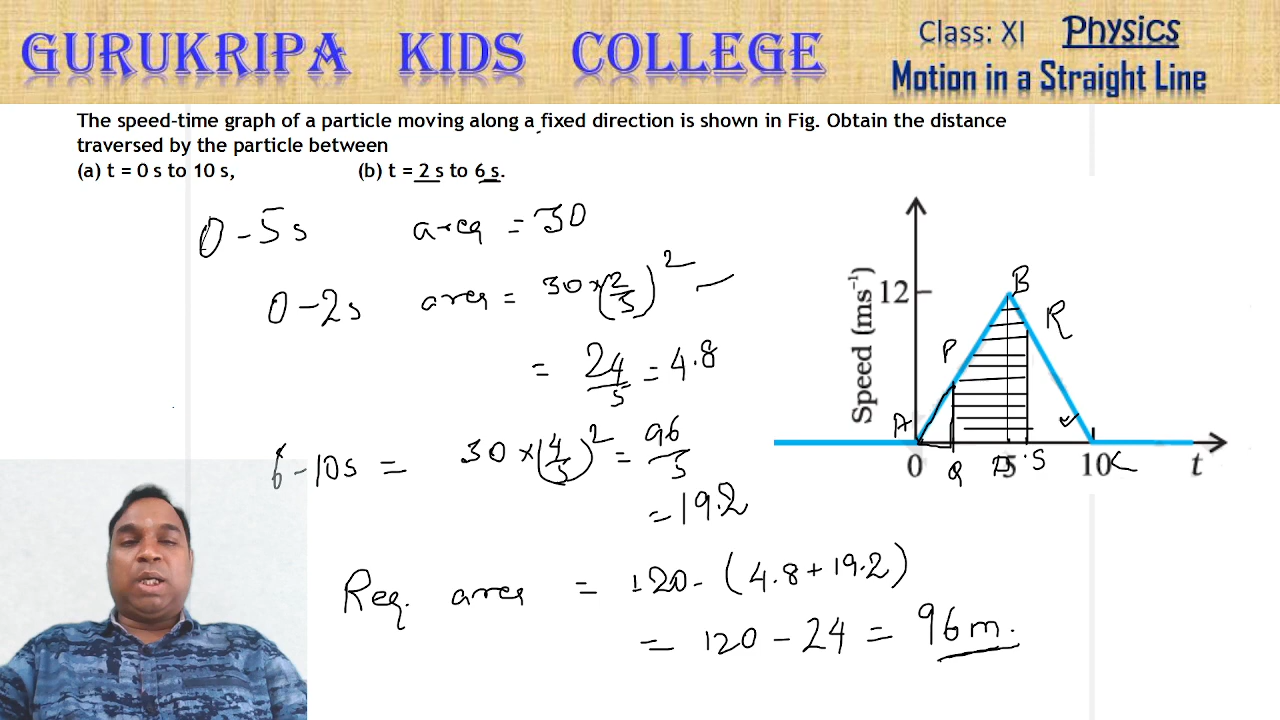 GURUKRIPA KIDS COLLEGE
Class: XI Physics
Motion in a Straight Line
The speed-time graph of a particle moving along a fixed direction is shown in Fig. Obtain the distance
traversed by the particle between
(a) t = 0 s to 10 s, (b) t = 2 s to 6 s.
0 - 5s area = 30
0 - 2s area = 30 × (2/5)^2
= 24/5 = 4.8
6 - 10s = 30 × (4/5)^2 = 96/5
= 19.2
Req. area = 120 - (4.8 + 19.2)
= 120 - 24 = 96 m.
Speed (ms⁻¹)
12
B
R
P
A
0 Q D 5 S 10 C t